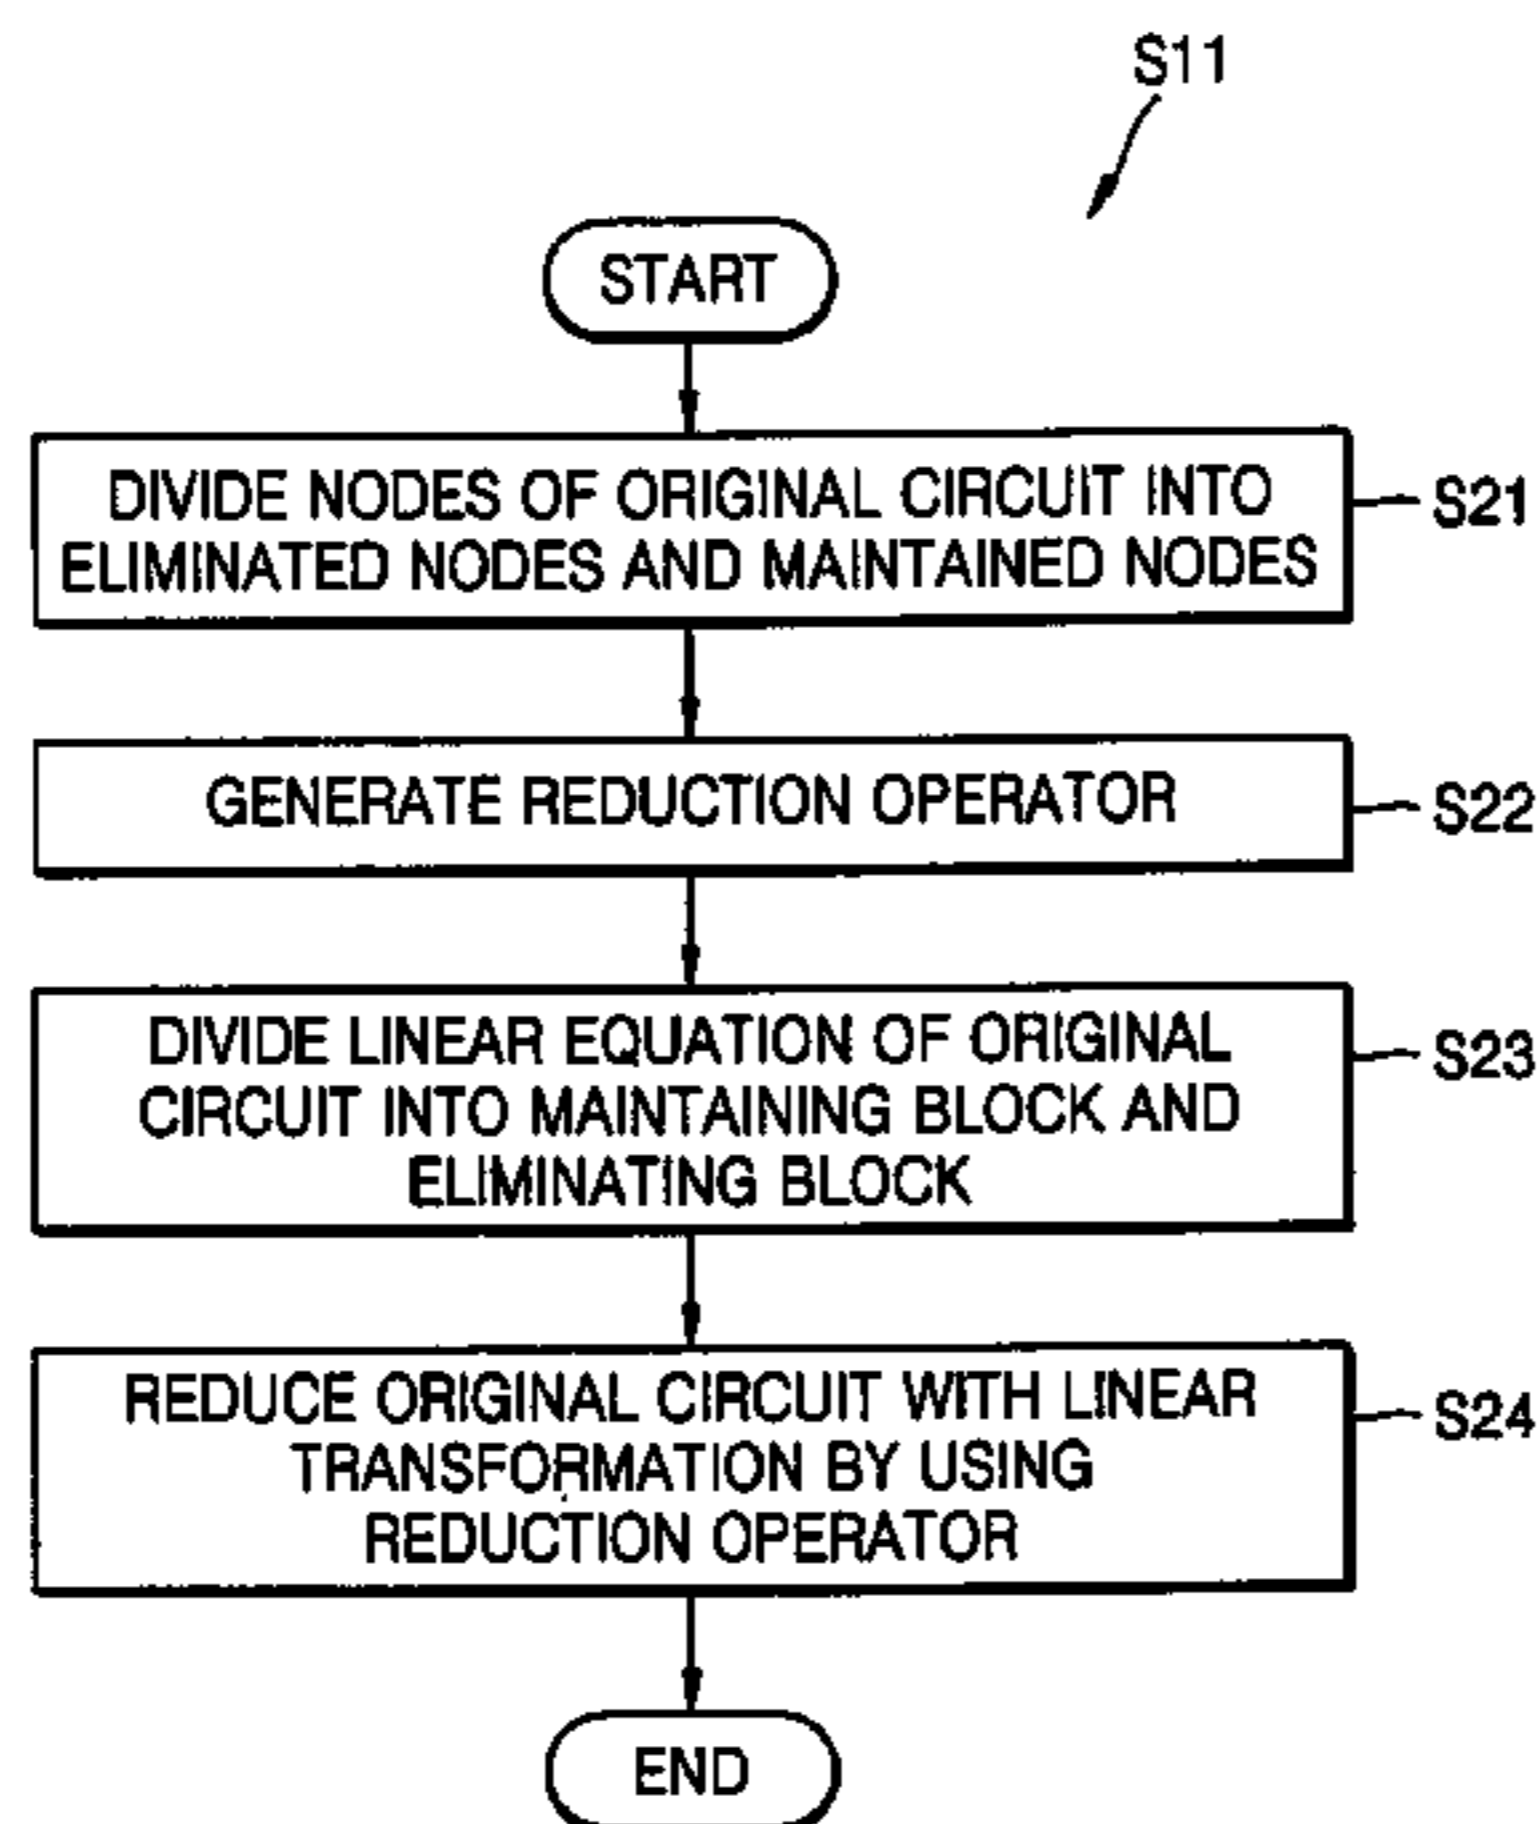 S11
START
DIVIDE NODES OF ORIGINAL CIRCUIT INTO
ELIMINATED NODES AND MAINTAINED NODES
S21
GENERATE REDUCTION OPERATOR
S22
DIVIDE LINEAR EQUATION OF ORIGINAL
CIRCUIT INTO MAINTAINING BLOCK AND
ELIMINATING BLOCK
S23
REDUCE ORIGINAL CIRCUIT WITH LINEAR
TRANSFORMATION BY USING
REDUCTION OPERATOR
S24
END